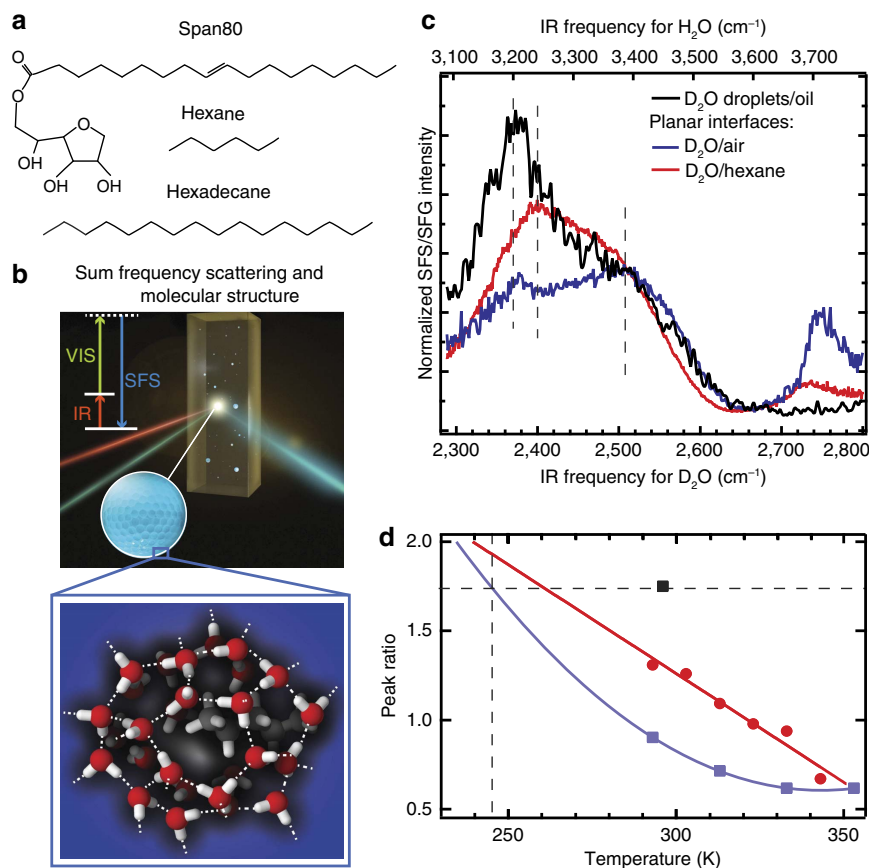 a
Span80
O
O
O
OH
OH
OH
Hexane
Hexadecane
b
Sum frequency scattering and
molecular structure
VIS
SFS
IR
c
IR frequency for H2O (cm−1)
3,100 3,200 3,300 3,400 3,500 3,600 3,700
Normalized SFS/SFG intensity
D2O droplets/oil
Planar interfaces:
D2O/air
D2O/hexane
2,300 2,400 2,500 2,600 2,700 2,800
IR frequency for D2O (cm−1)
d
Peak ratio
2.0
1.5
1.0
0.5
250 300 350
Temperature (K)